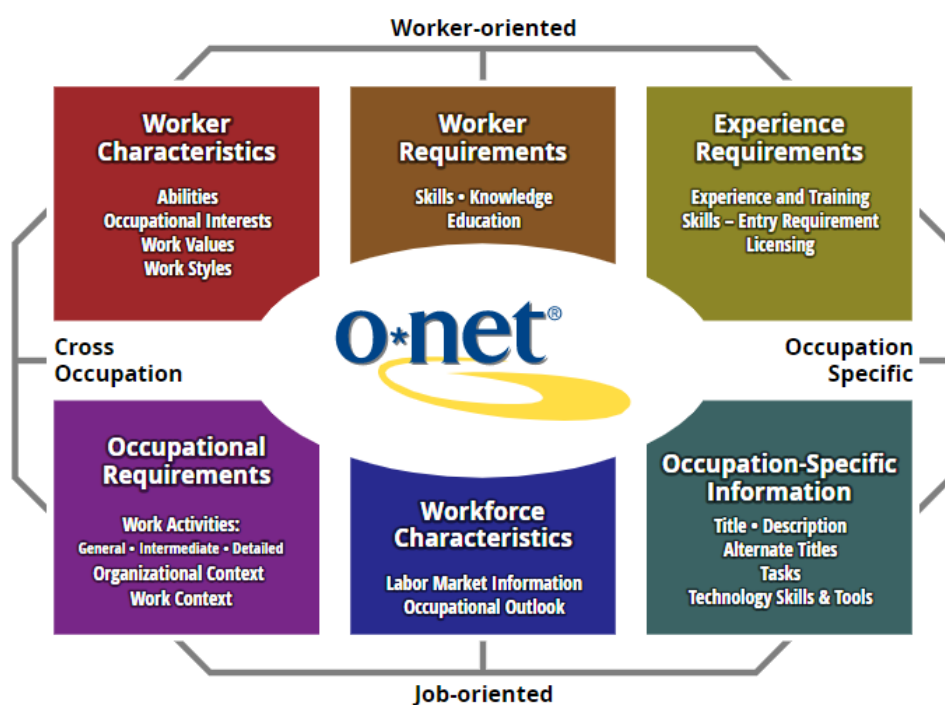 Worker-oriented
Worker
Characteristics
Abilities
Occupational Interests
Work Values
Work Styles
Worker
Requirements
Skills • Knowledge
Education
Experience
Requirements
Experience and Training
Skills – Entry Requirement
Licensing
o*net®
Cross
Occupation
Occupation
Specific
Occupational
Requirements
Work Activities:
General • Intermediate • Detailed
Organizational Context
Work Context
Workforce
Characteristics
Labor Market Information
Occupational Outlook
Occupation-Specific
Information
Title • Description
Alternate Titles
Tasks
Technology Skills & Tools
Job-oriented